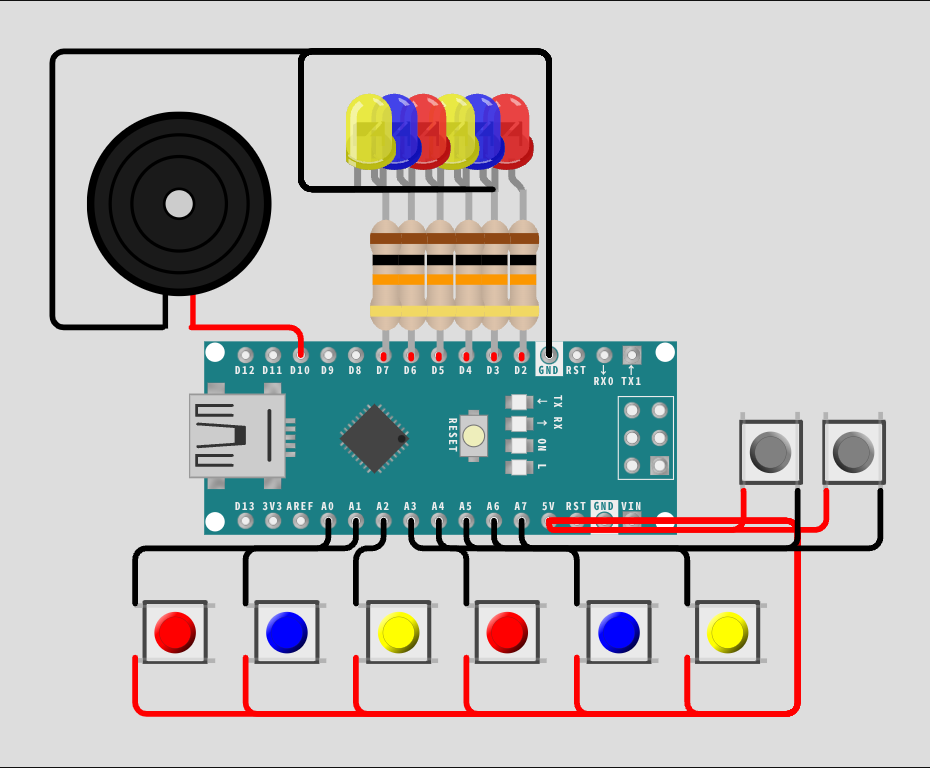 D12 D11 D10 D9 D8 D7 D6 D5 D4 D3 D2 GND RST ↓ ↑
RX0 TX1
RESET
TX ←
RX →
ON
L
D13 3V3 AREF A0 A1 A2 A3 A4 A5 A6 A7 5V RST GND VIN